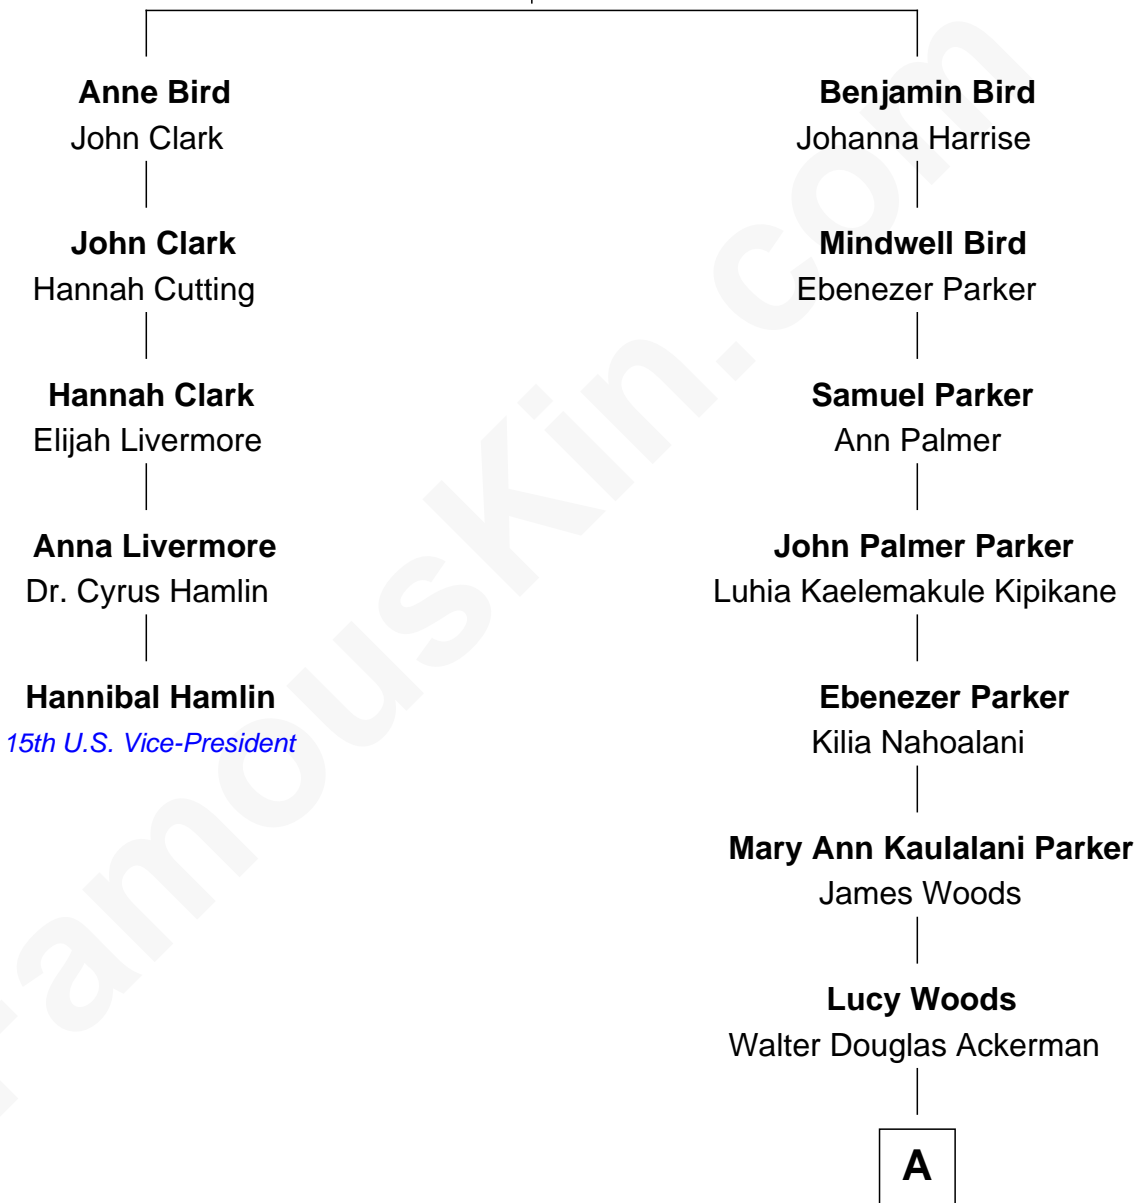 Anne Bird
John Clark
John Clark
Hannah Cutting
Hannah Clark
Elijah Livermore
Anna Livermore
Dr. Cyrus Hamlin
Hannibal Hamlin
15th U.S. Vice-President
Benjamin Bird
Johanna Harrise
Mindwell Bird
Ebenezer Parker
Samuel Parker
Ann Palmer
John Palmer Parker
Luhia Kaelemakule Kipikane
Ebenezer Parker
Kilia Nahoalani
Mary Ann Kaulalani Parker
James Woods
Lucy Woods
Walter Douglas Ackerman
A
FamousKin.com